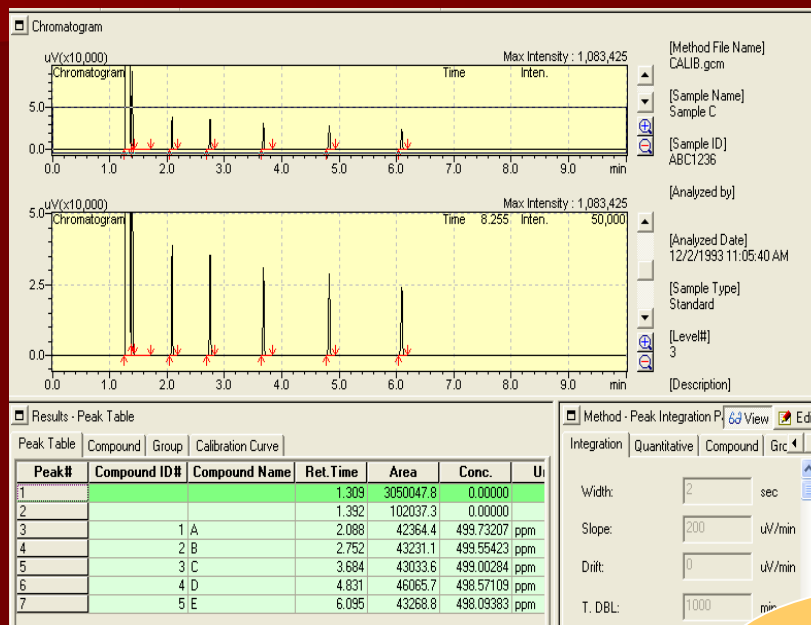 Chromatogram
uV(x10,000)
Max Intensity : 1,083,425
Chromatogram Time Inten.
5.0
0.0
0.0 1.0 2.0 3.0 4.0 5.0 6.0 7.0 8.0 9.0 min
uV(x10,000)
Max Intensity : 1,083,425
5.0
Chromatogram Time 8.255 Inten. 50,000
2.5
0.0
0.0 1.0 2.0 3.0 4.0 5.0 6.0 7.0 8.0 9.0 min
[Method File Name]
CALIB.gcm
[Sample Name]
Sample C
[Sample ID]
ABC1236
[Analyzed by]
[Analyzed Date]
12/2/1993 11:05:40 AM
[Sample Type]
Standard
[Level#]
3
[Description]
Results - Peak Table
Peak Table Compound Group Calibration Curve
Peak# Compound ID# Compound Name Ret.Time Area Conc.
1 1.309 3050047.8 0.00000
2 1.392 102037.3 0.00000
3 1 A 2.088 42364.4 499.73207 ppm
4 2 B 2.752 43231.1 499.55423 ppm
5 3 C 3.684 43033.6 499.00284 ppm
6 4 D 4.831 46065.7 498.57109 ppm
7 5 E 6.095 43268.8 498.09383 ppm
Method - Peak Integration View
Integration Quantitative Compound
Width: 2 sec
Slope: 200 uV/min
Drift: 0 uV/min
T. DBL: 1000 min